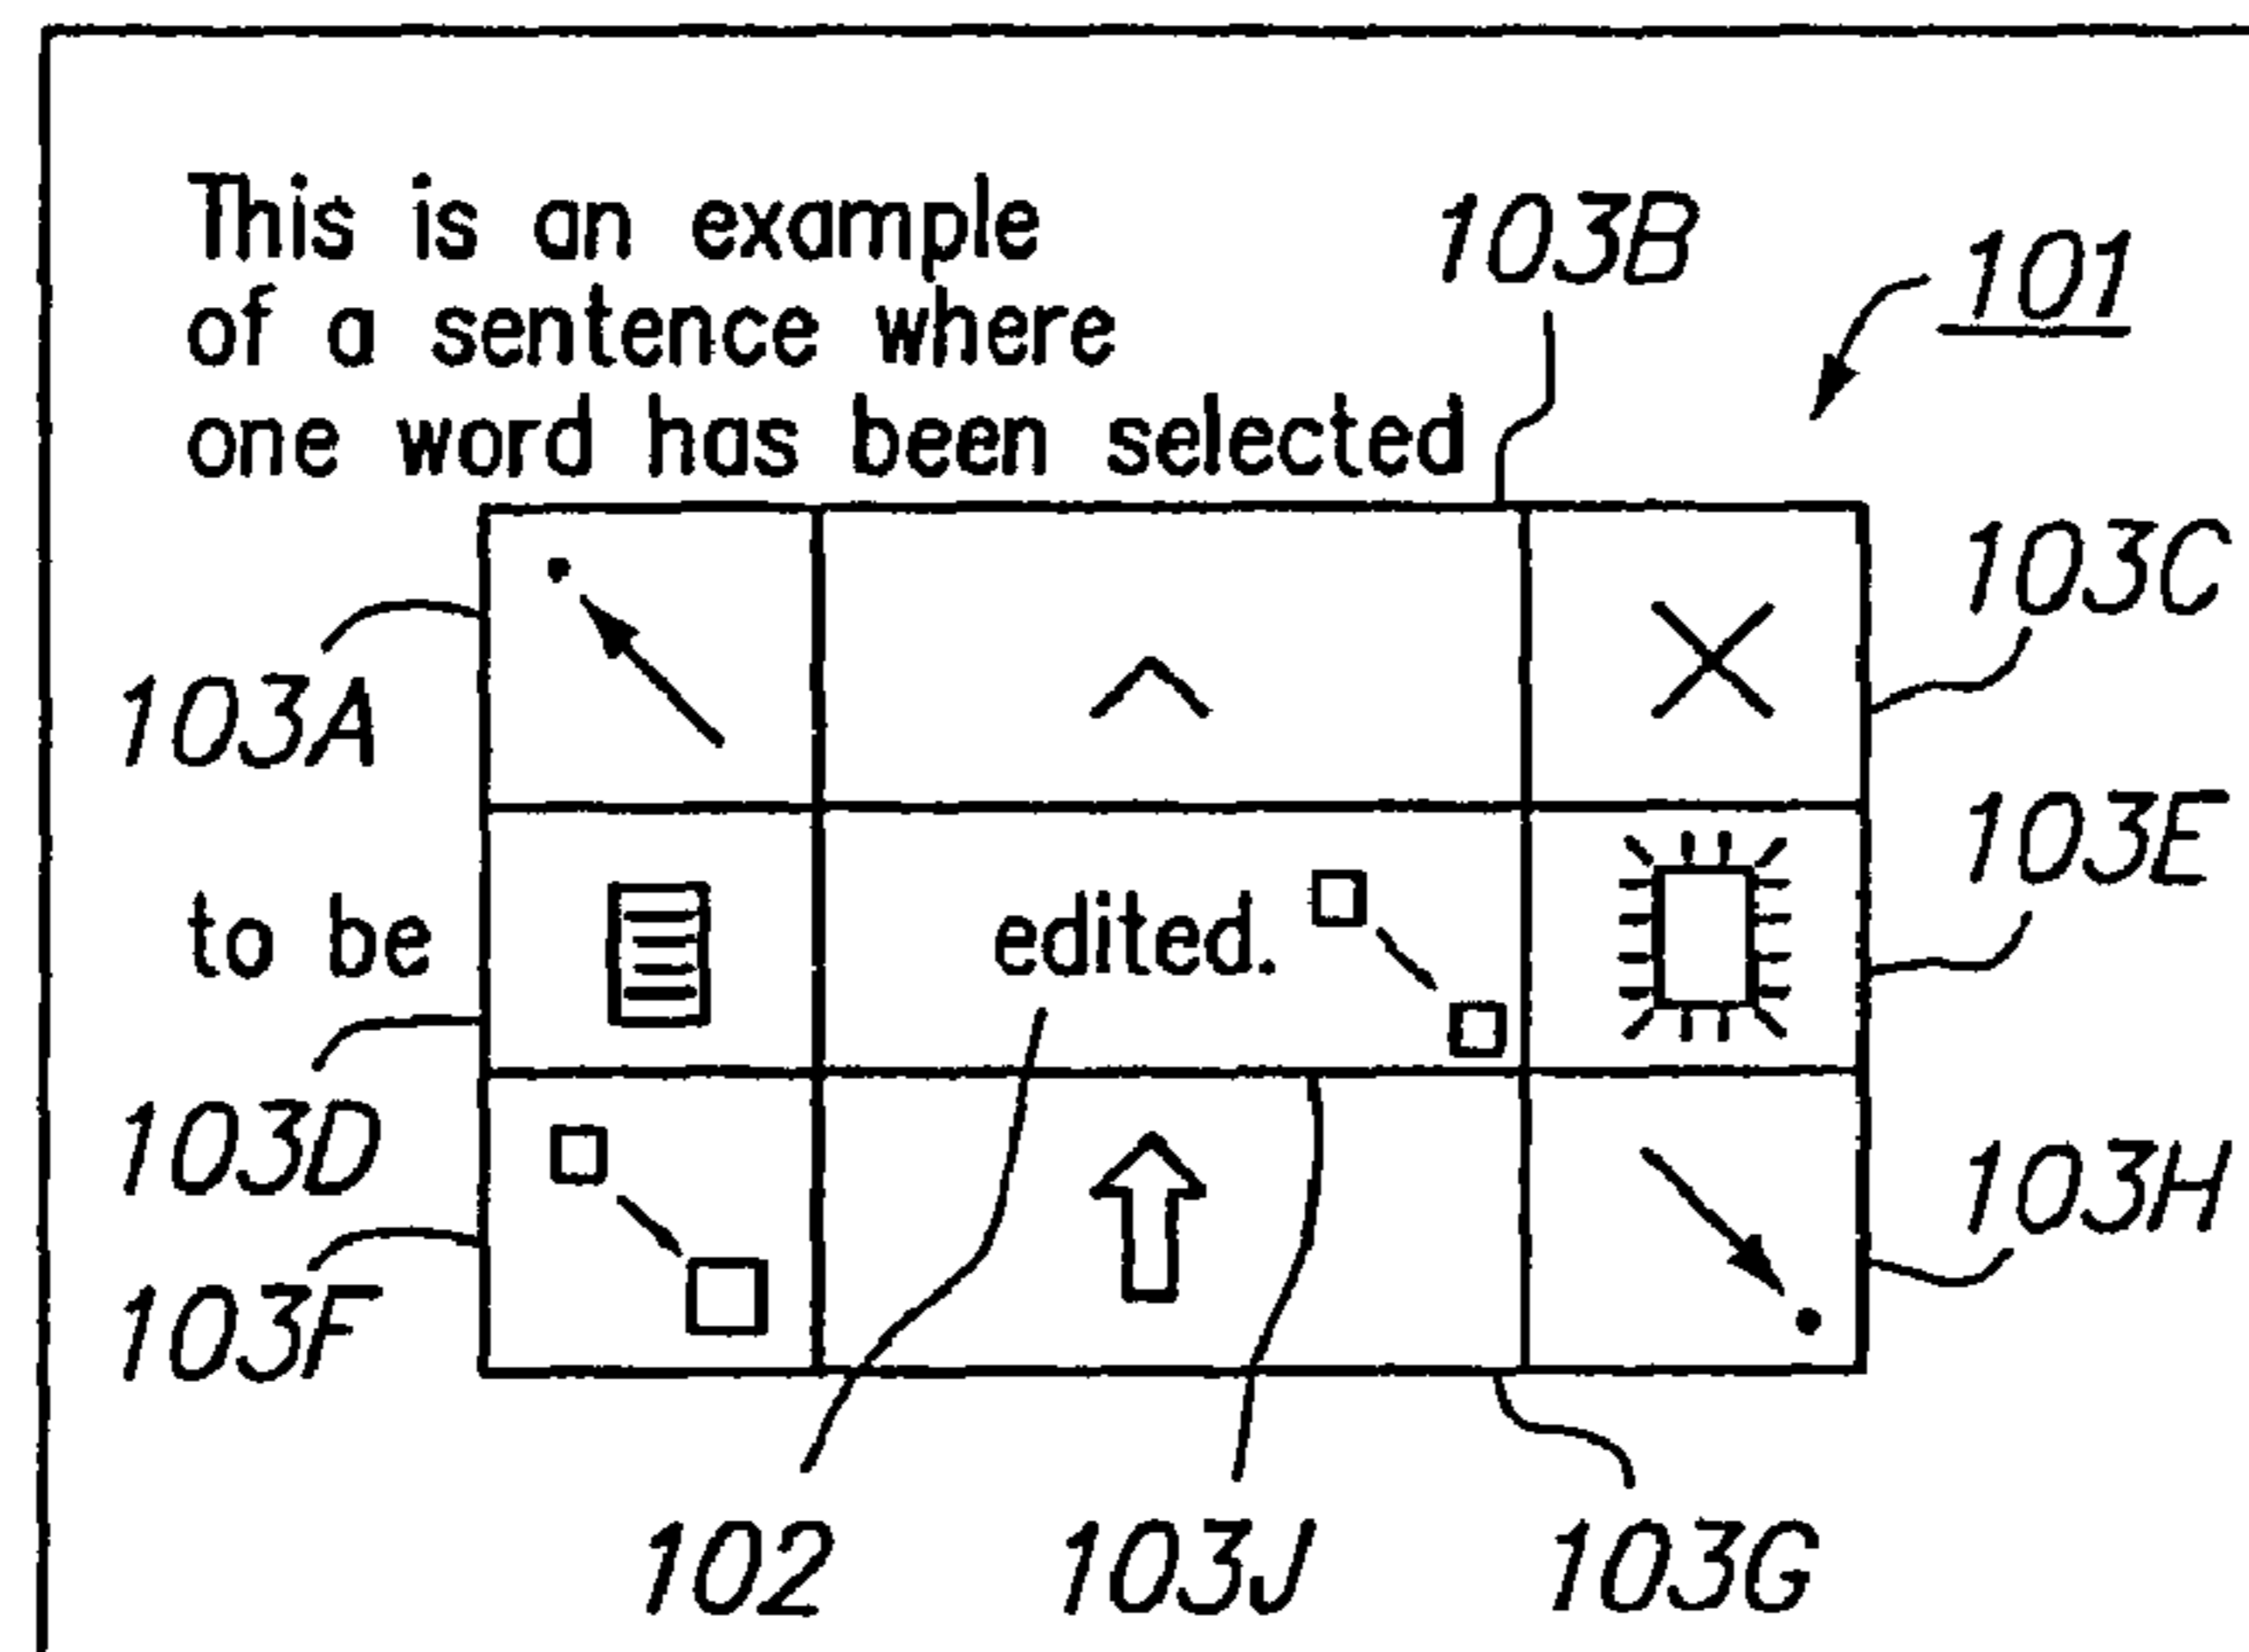 This is an example
103B
101
of a sentence where
one word has been selected
103C
103A
103E
to be edited.
103D
103H
103F
102
103J
103G